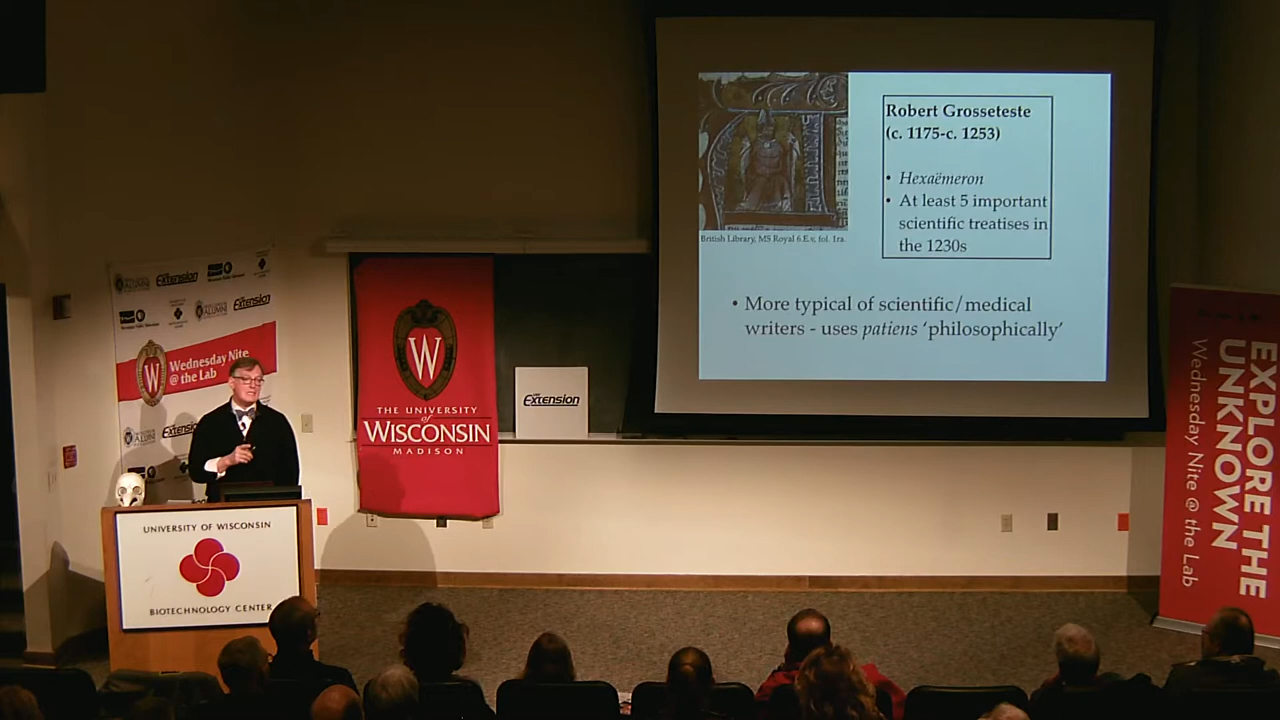 Robert Grosseteste
(c. 1175-c. 1253)
• Hexaëmeron
• At least 5 important
scientific treatises in
the 1230s
British Library, MS Royal 6.E.v, fol. 1ra.
• More typical of scientific/medical
writers - uses patiens ‘philosophically’
Extension
ALUMNI
Extension
Wednesday Nite
@ the Lab
W
W
THE UNIVERSITY
of
WISCONSIN
MADISON
Extension
EXPLORE THE
UNKNOWN
Wednesday Nite @ the Lab
UNIVERSITY OF WISCONSIN
BIOTECHNOLOGY CENTER